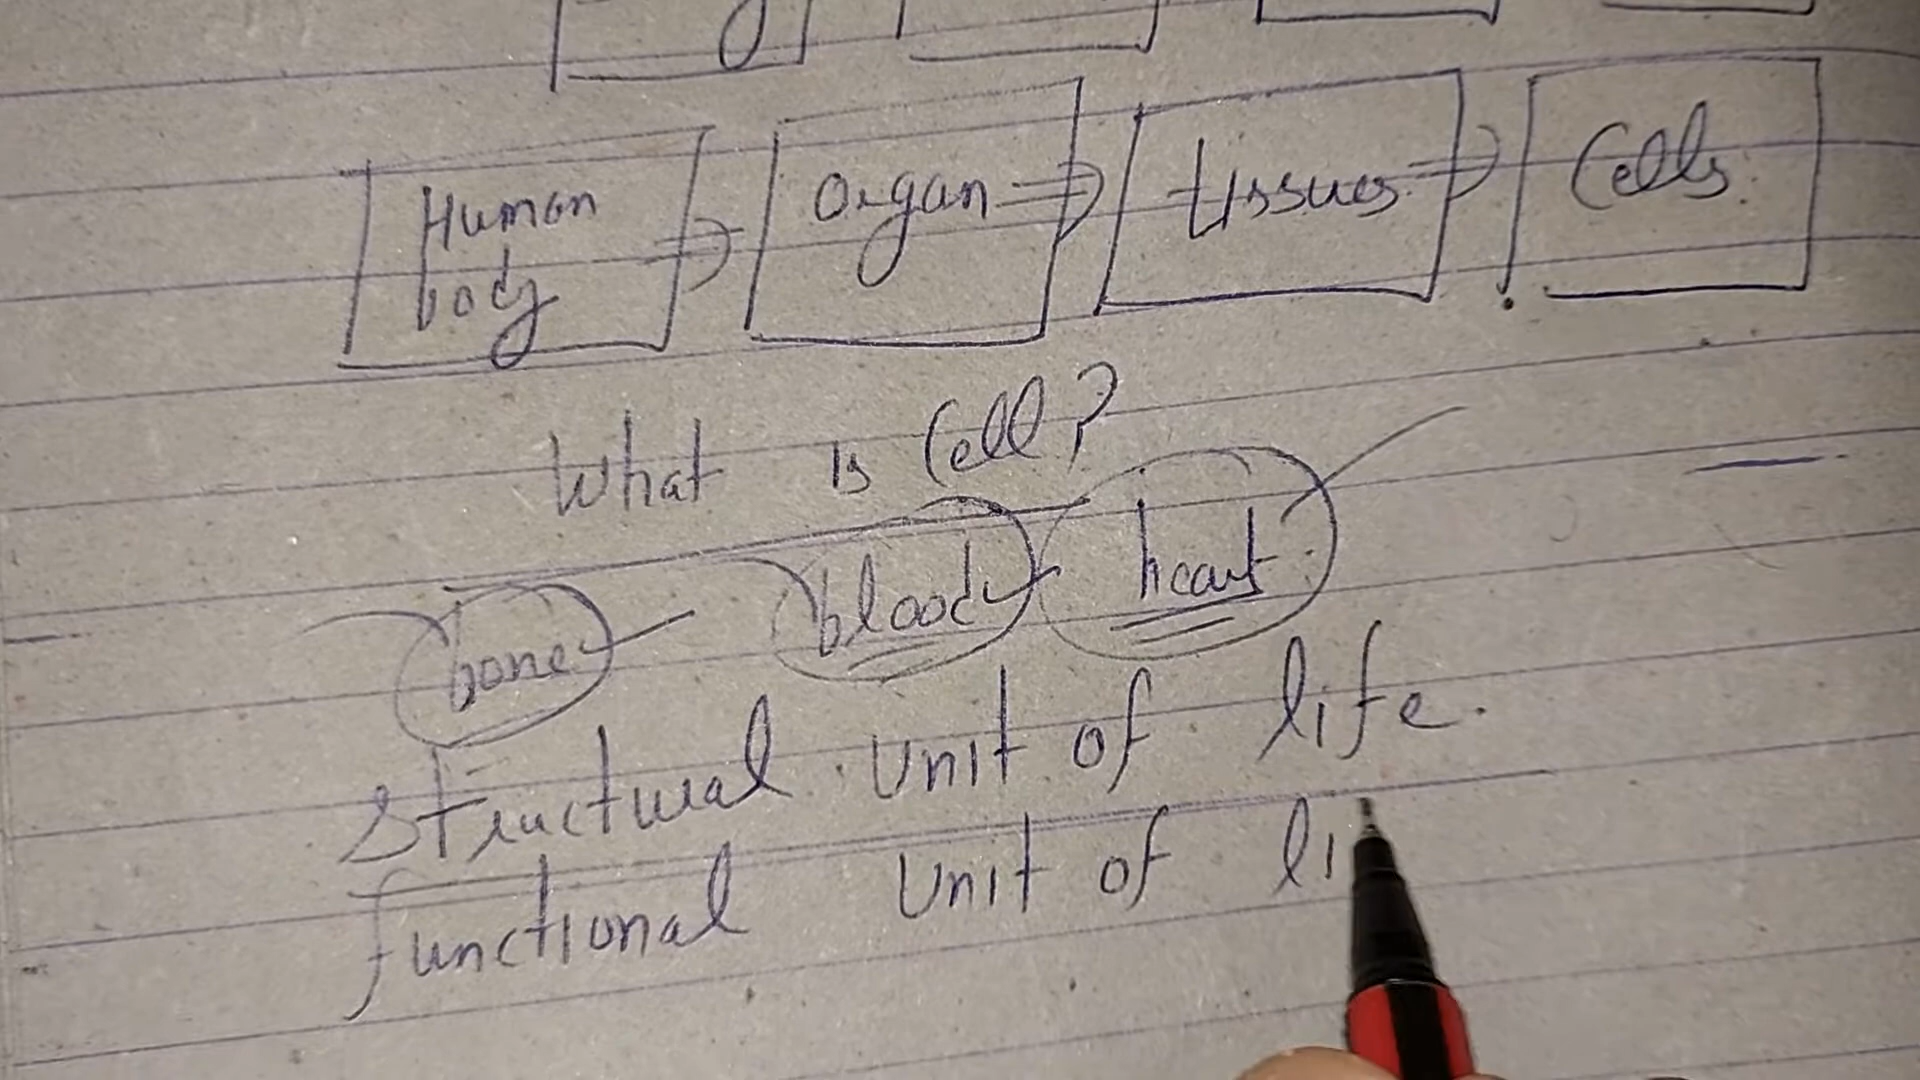 Human body ⇒ Organ ⇒ tissues ⇒ Cells
What is Cell?
bone blood heart
Structural unit of life.
functional unit of li